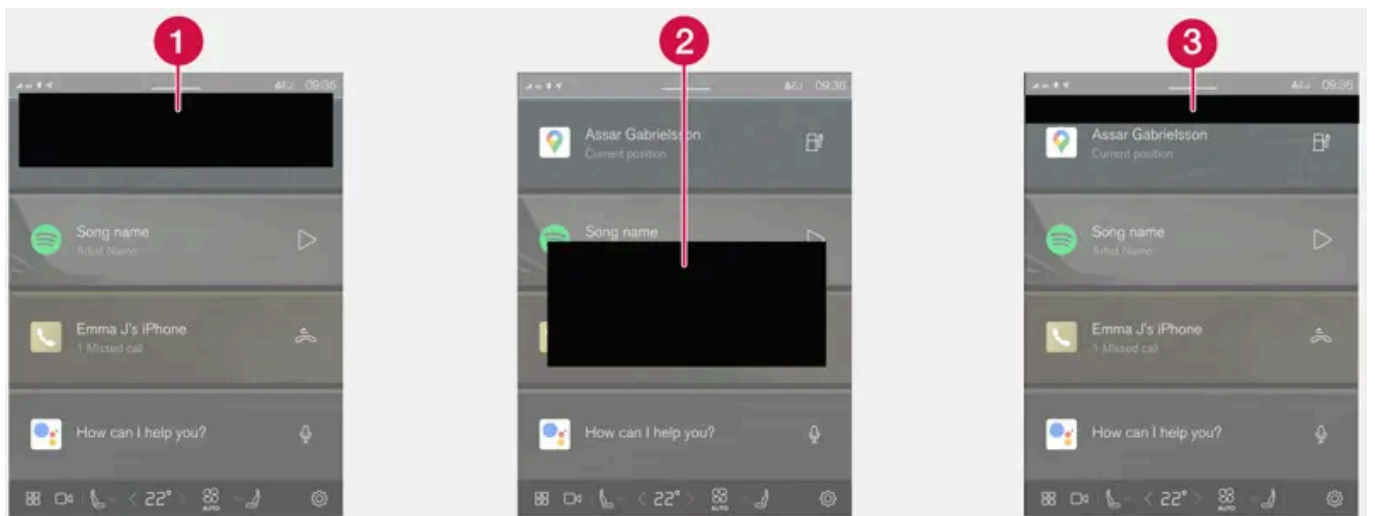 1
2
3
09:36
Song name
Artist Name
Emma J's iPhone
1 Missed call
How can I help you?
22°
AUTO
09:36
Assar Gabrielsson
Current position
Song name
How can I help you?
22°
AUTO
09:36
Assar Gabrielsson
Current position
Song name
Artist Name
Emma J's iPhone
1 Missed call
How can I help you?
22°
AUTO